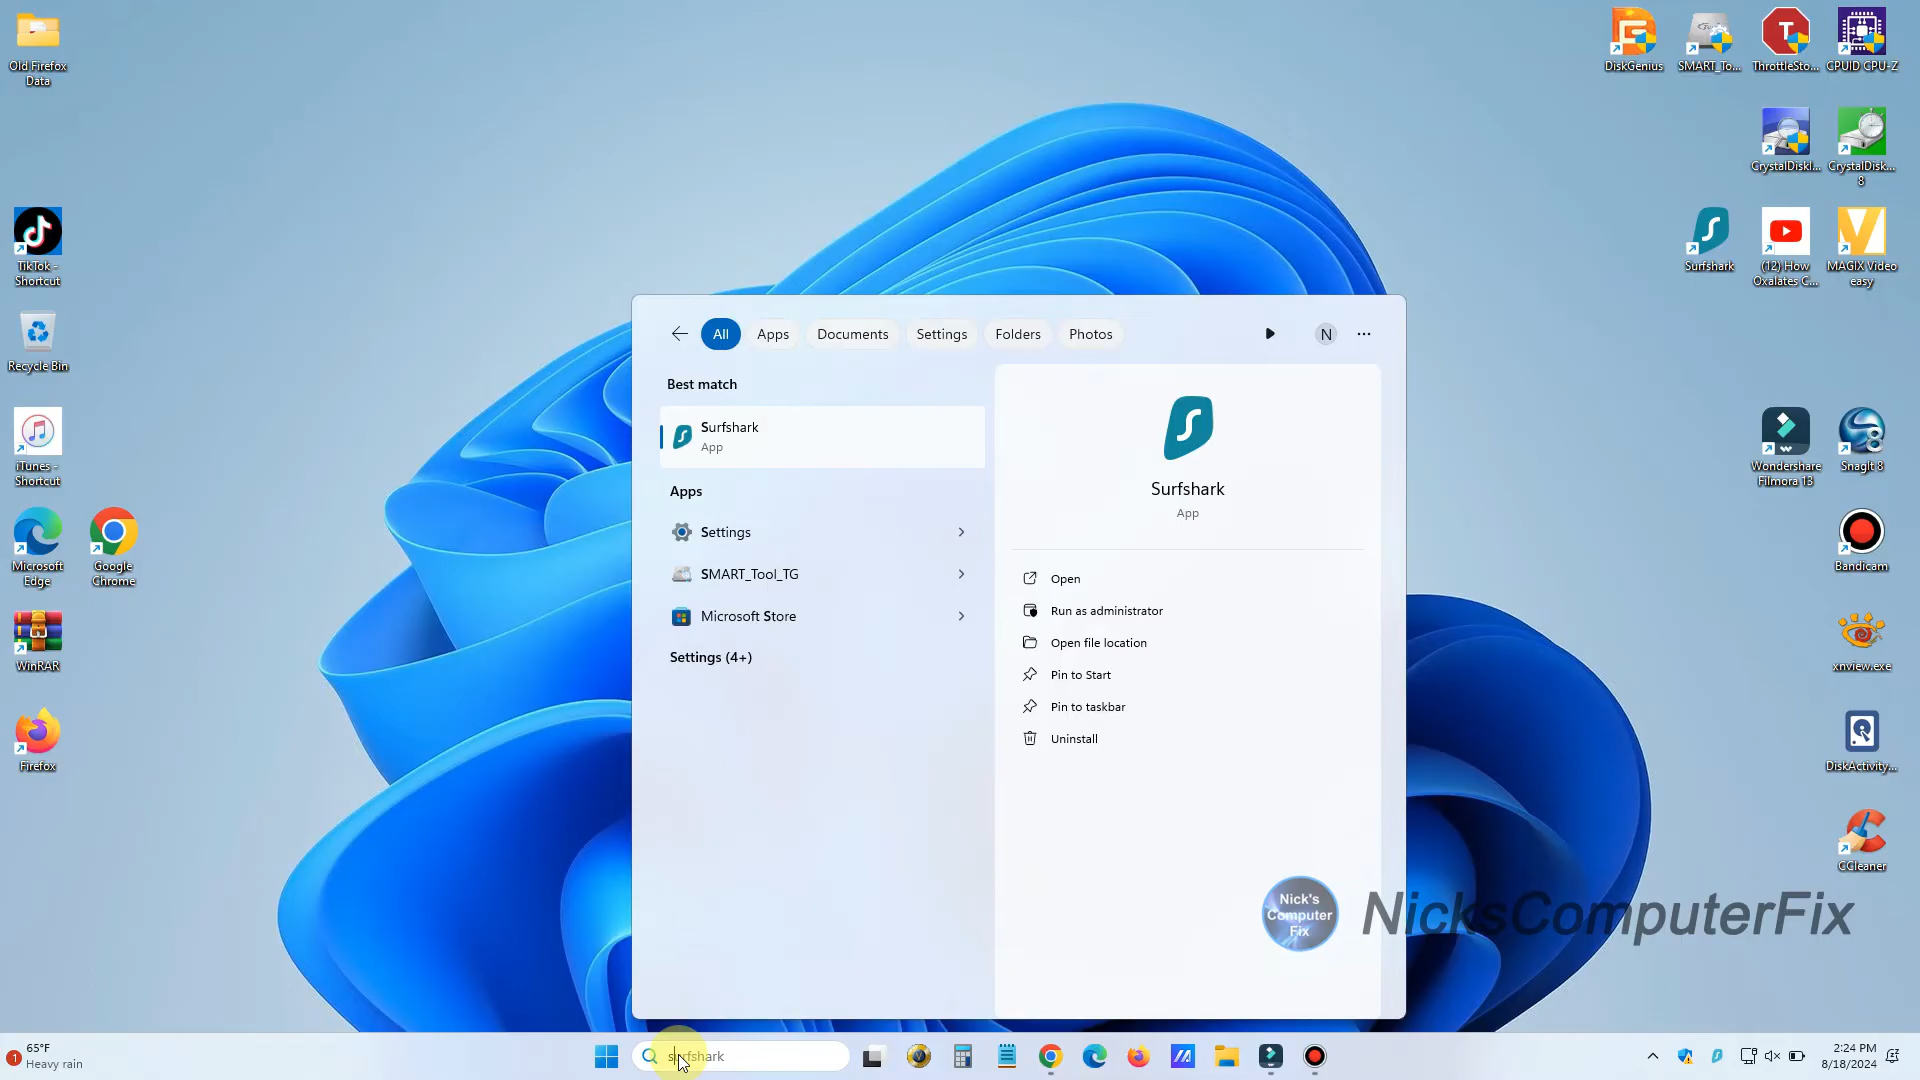 Old Firefox
Data
TikTok -
Shortcut
Recycle Bin
iTunes -
Shortcut
Microsoft
Edge
Google
Chrome
WinRAR
Firefox
DiskGenius
SMART_To...
ThrottleSto...
CPUID CPU-Z
CrystalDiskI...
CrystalDisk...
8
Surfshark
(12) How
Oxalates C...
MAGIX Video
easy
Wondershare
Filmora 13
SnagIt 8
Bandicam
xnview.exe
DiskActivity...
CCleaner
All
Apps
Documents
Settings
Folders
Photos
N
Best match
Surfshark
App
Apps
Settings
SMART_Tool_TG
Microsoft Store
Settings (4+)
Surfshark
App
Open
Run as administrator
Open file location
Pin to Start
Pin to taskbar
Uninstall
Nick's
Computer
Fix
NicksComputerFix
1
65°F
Heavy rain
surfshark
2:24 PM
8/18/2024